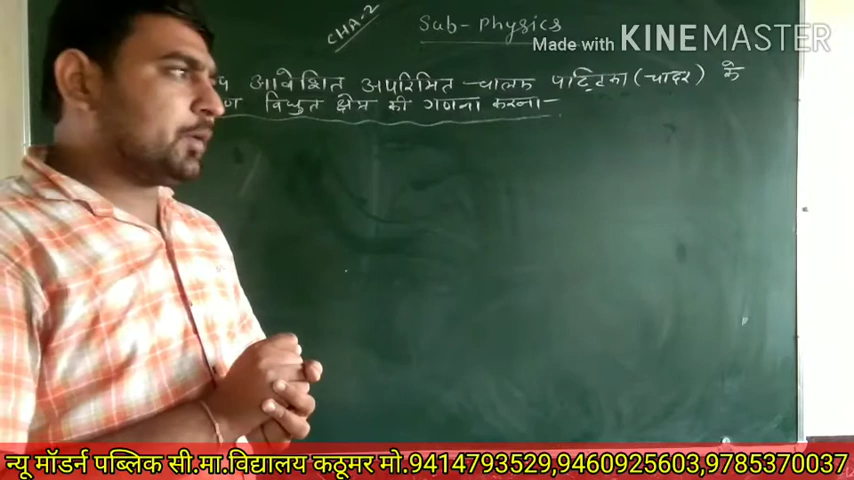 CHA-2
Sub-Physics
Made with KINEMASTER
आवेशित अपरिमित चालक पट्टिका (चादर) के
विद्युत क्षेत्र की गणना करना-
न्यू मॉडर्न पब्लिक सी.मा.विद्यालय कठूमर मो.9414793529,9460925603,9785370037